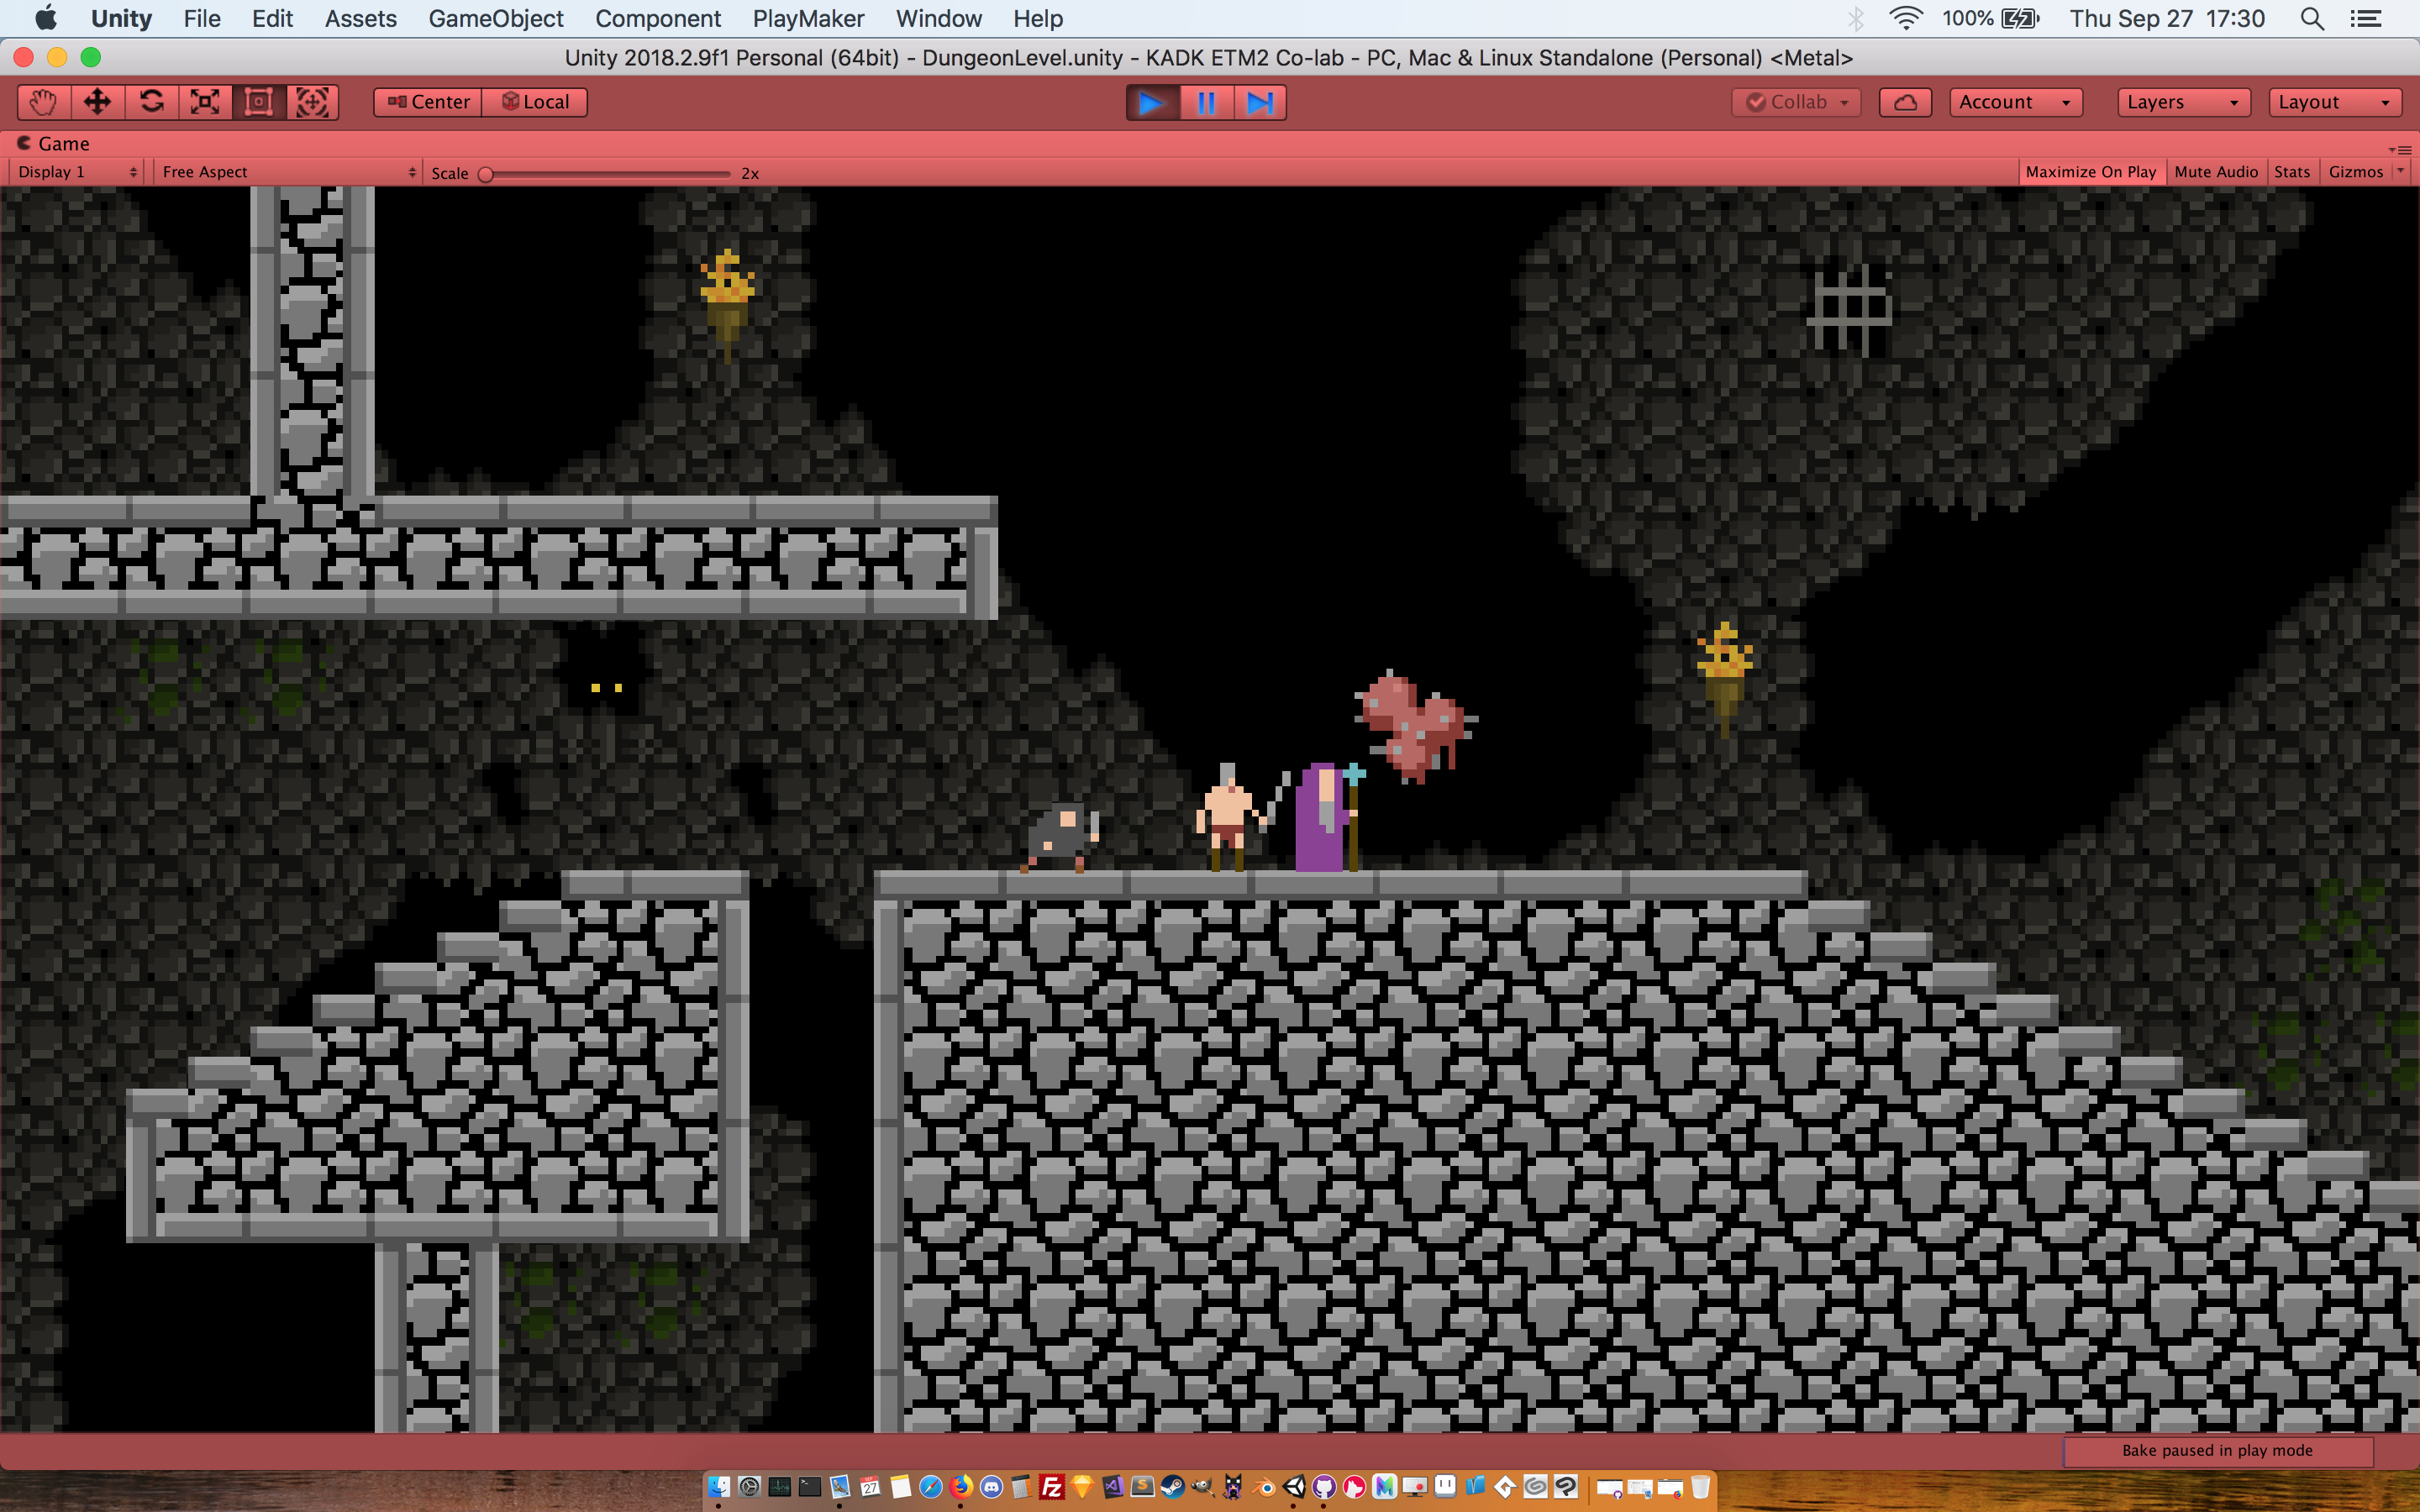 Unity File Edit Assets GameObject Component PlayMaker Window Help 100% Thu Sep 27 17:30
Unity 2018.2.9f1 Personal (64bit) - DungeonLevel.unity - KADK ETM2 Co-lab - PC, Mac & Linux Standalone (Personal) <Metal>
Center Local Collab Account Layers Layout
Game
Display 1 Free Aspect Scale 2x Maximize On Play Mute Audio Stats Gizmos
Bake paused in play mode
27 Fz S